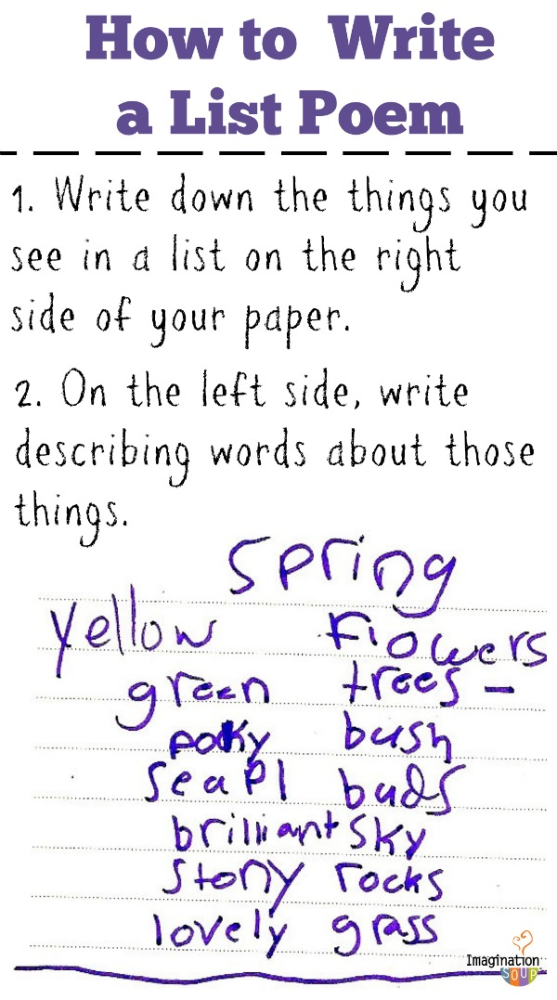 How to Write
a List Poem
1. Write down the things you
see in a list on the right
side of your paper.
2. On the left side, write
describing words about those
things.
Spring
yellow flowers
green trees -
poky bush
seapl buds
brilliant sky
stony rocks
lovely grass
Imagination
SOUP